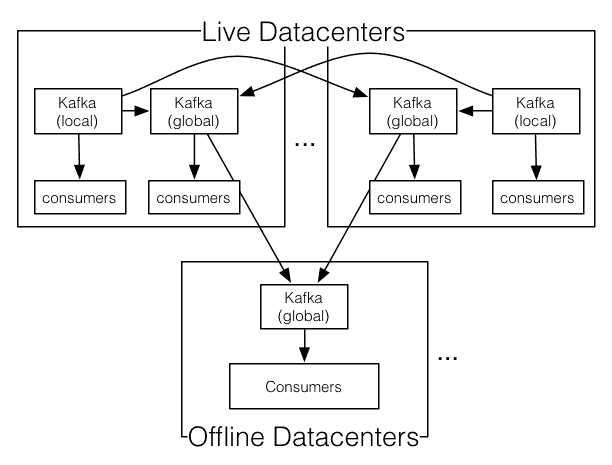 Live Datacenters
Kafka
(local)
Kafka
(global)
Kafka
(global)
Kafka
(local)
...
consumers
consumers
consumers
consumers
Kafka
(global)
...
Consumers
Offline Datacenters